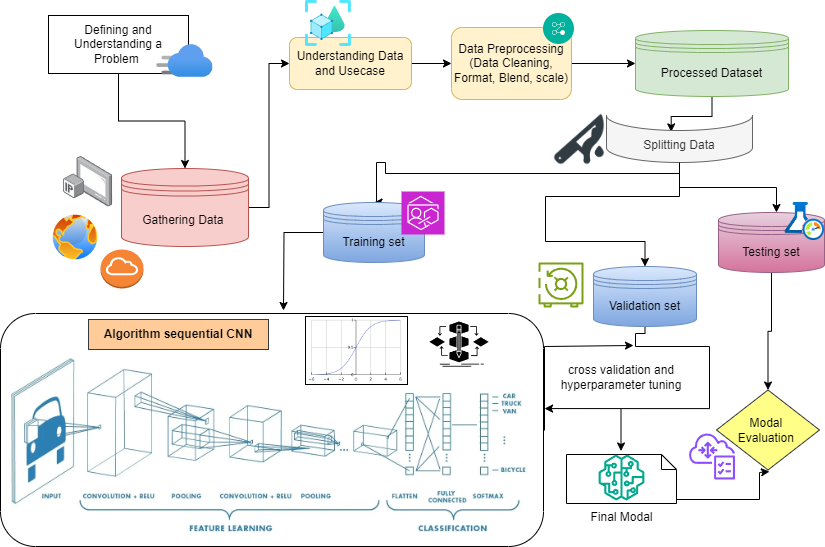 Defining and
Understanding a
Problem
Understanding Data
and Usecase
Data Preprocessing
(Data Cleaning,
Format, Blend, scale)
Processed Dataset
Splitting Data
IP
Gathering Data
Training set
Testing set
Validation set
Algorithm sequential CNN
cross validation and
hyperparameter tuning
Modal
Evaluation
Final Modal
CAR
TRUCK
VAN
BICYCLE
INPUT
CONVOLUTION + RELU
POOLING
CONVOLUTION + RELU
POOLING
FLATTEN
FULLY
CONNECTED
SOFTMAX
FEATURE LEARNING
CLASSIFICATION